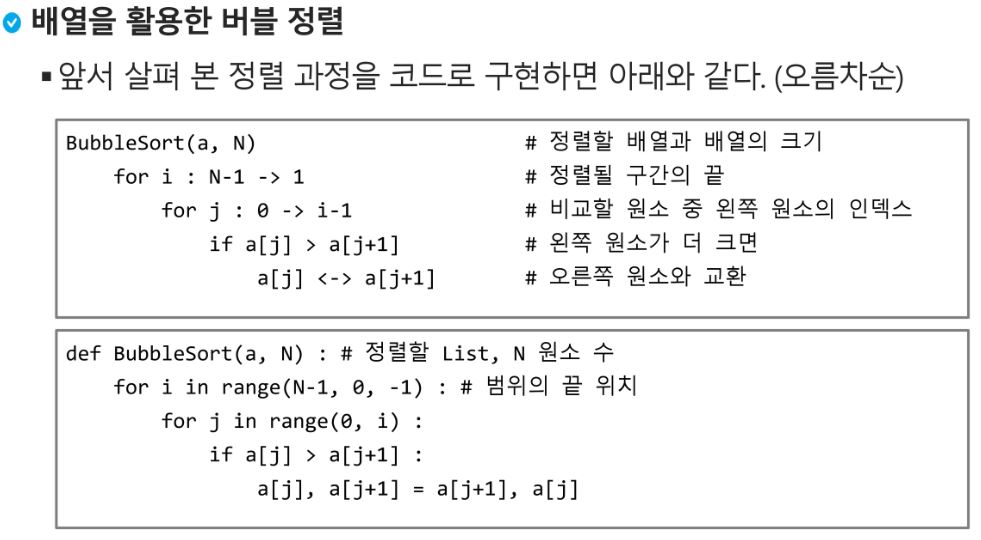 배열을 활용한 버블 정렬
▪ 앞서 살펴 본 정렬 과정을 코드로 구현하면 아래와 같다. (오름차순)
BubbleSort(a, N) # 정렬할 배열과 배열의 크기
for i : N-1 -> 1 # 정렬될 구간의 끝
for j : 0 -> i-1 # 비교할 원소 중 왼쪽 원소의 인덱스
if a[j] > a[j+1] # 왼쪽 원소가 더 크면
a[j] <-> a[j+1] # 오른쪽 원소와 교환
def BubbleSort(a, N) : # 정렬할 List, N 원소 수
for i in range(N-1, 0, -1) : # 범위의 끝 위치
for j in range(0, i) :
if a[j] > a[j+1] :
a[j], a[j+1] = a[j+1], a[j]